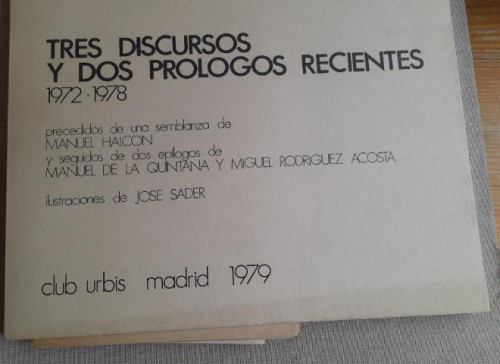 TRES DISCURSOS
Y DOS PROLOGOS RECIENTES
1972-1978
precedidos de una semblanza de
MANUEL HALCON
y seguidos de dos epilogos de
MANUEL DE LA QUINTANA Y MIGUEL RODRIGUEZ ACOSTA
ilustraciones de JOSE SADER
club urbis madrid 1979